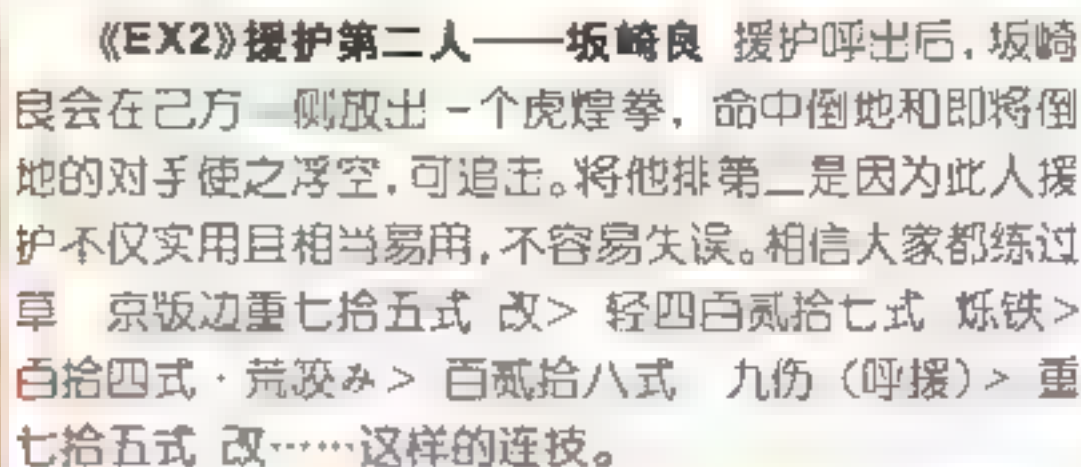 《EX2》援护第二人——坂崎良 援护呼出后，坂崎
良会在己方一侧放出一个虎煌拳，命中倒地和即将倒
地的对手使之浮空，可追击。将他排第二是因为此人援
护不仅实用且相当易用，不容易失误。相信大家都练过
草 京版边重七拾五式 改> 轻四百贰拾七式 烁铁>
百拾四式·荒咬み> 百贰拾八式 九伤（呼援）> 重
七拾五式 改……这样的连技。